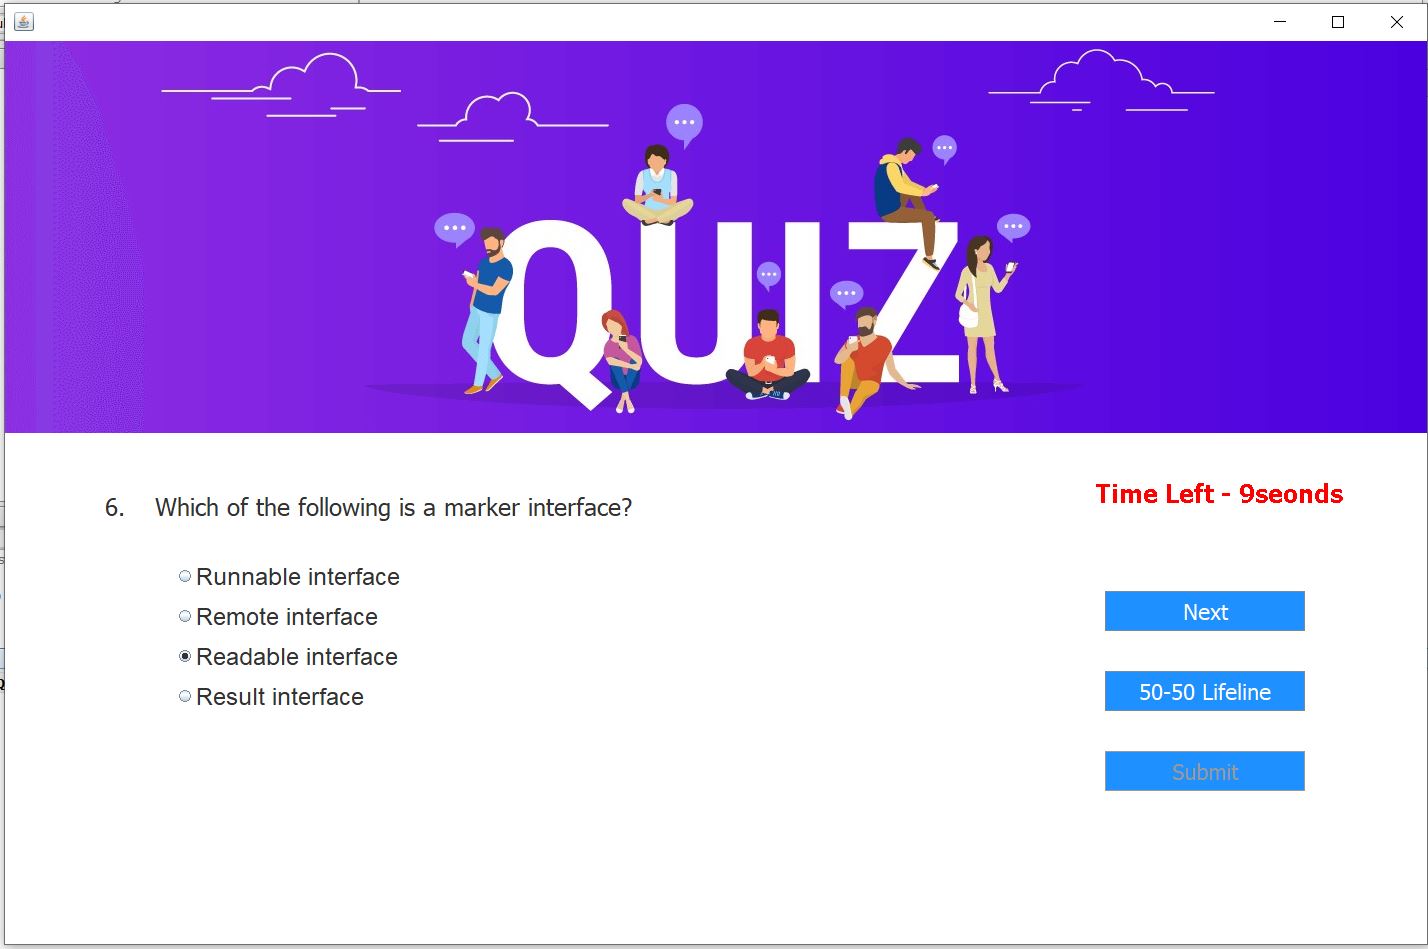 QUIZ
6. Which of the following is a marker interface?
Time Left - 9seonds
Runnable interface
Remote interface
Readable interface
Result interface
Next
50-50 Lifeline
Submit